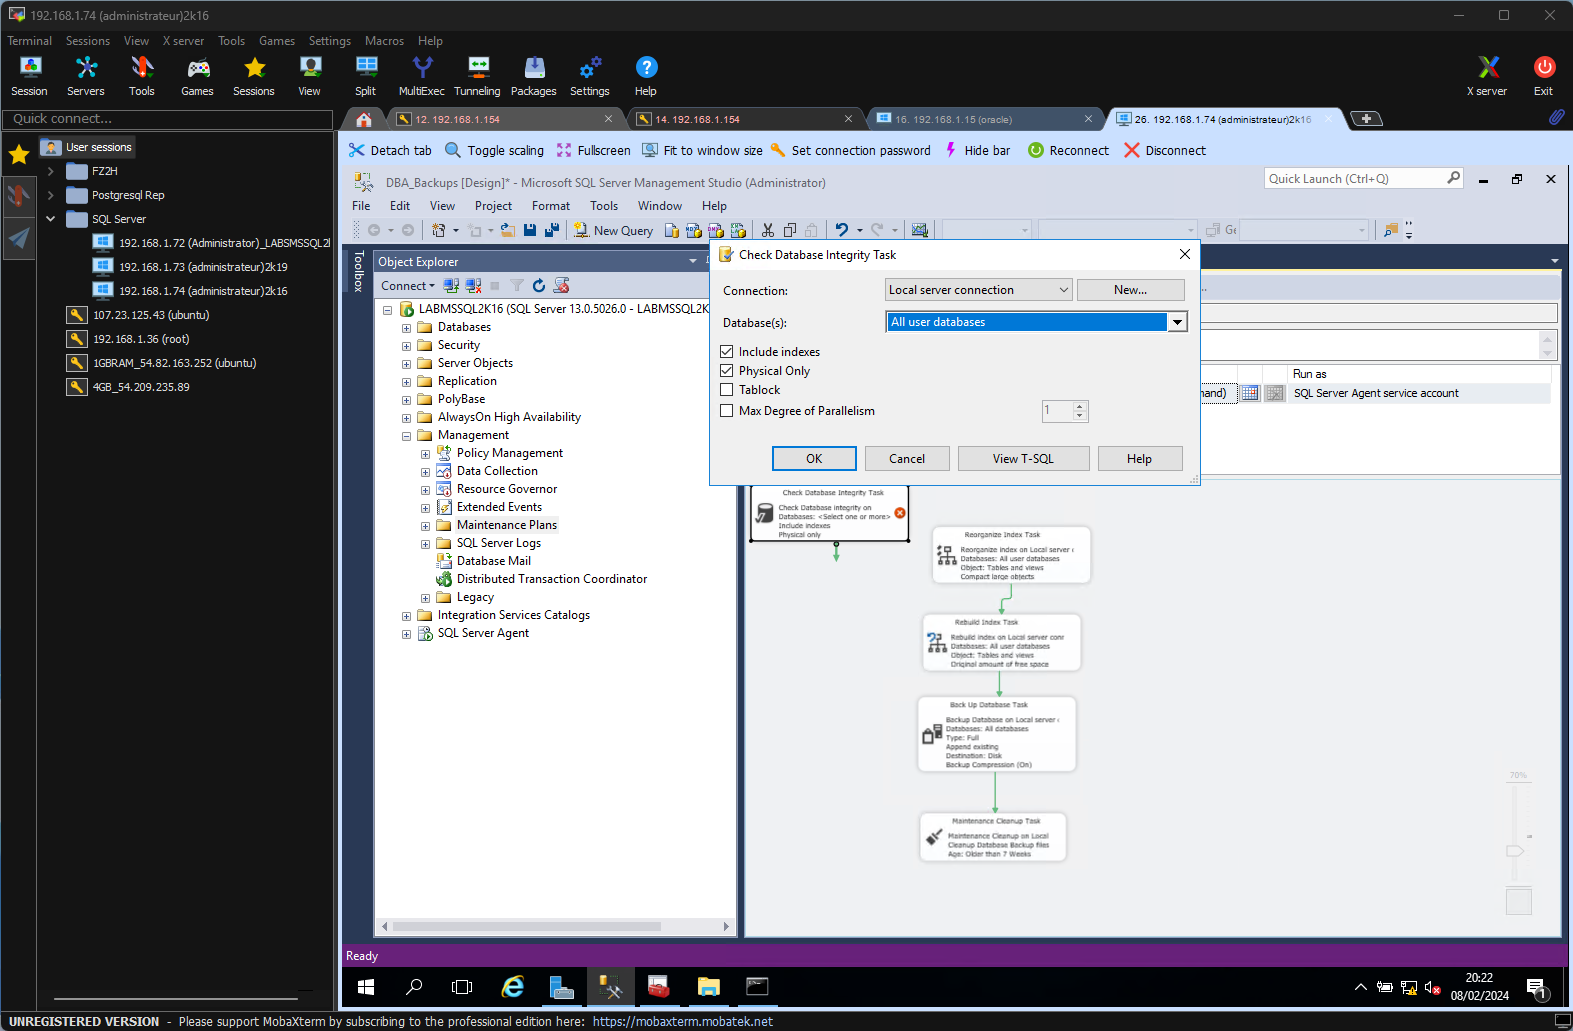 192.168.1.74 (administrateur)2k16
Terminal Sessions View X server Tools Games Settings Macros Help
Session Servers Tools Games Sessions View Split MultiExec Tunneling Packages Settings Help X server Exit
Quick connect...
12. 192.168.1.154
14. 192.168.1.154
16. 192.168.1.15 (oracle)
26. 192.168.1.74 (administrateur)2k16
User sessions
FZ2H
Postgresql Rep
SQL Server
192.168.1.72 (Administrator)_LABSMSSQL2I
192.168.1.73 (administrateur)2k19
192.168.1.74 (administrateur)2k16
107.23.125.43 (ubuntu)
192.168.1.36 (root)
1GBRAM_54.82.163.252 (ubuntu)
4GB_54.209.235.89
Detach tab Toggle scaling Fullscreen Fit to window size Set connection password Hide bar Reconnect Disconnect
DBA_Backups [Design]* - Microsoft SQL Server Management Studio (Administrator)
Quick Launch (Ctrl+Q)
File Edit View Project Format Tools Window Help
New Query
Ge
Toolbox
Object Explorer
Connect
LABMSSQL2K16 (SQL Server 13.0.5026.0 - LABMSSQL2K
Databases
Security
Server Objects
Replication
PolyBase
AlwaysOn High Availability
Management
Policy Management
Data Collection
Resource Governor
Extended Events
Maintenance Plans
SQL Server Logs
Database Mail
Distributed Transaction Coordinator
Legacy
Integration Services Catalogs
SQL Server Agent
Check Database Integrity Task
Connection:
Local server connection
New...
Database(s):
All user databases
Include indexes
Physical Only
Tablock
Max Degree of Parallelism
1
OK Cancel View T-SQL Help
Run as
nand)
SQL Server Agent service account
Check Database Integrity Task
Check Database integrity on
Databases: <Select one or more>
Include indexes
Physical only
Reorganize Index Task
Reorganize index on Local server c
Databases: All user databases
Object: Tables and views
Compact large objects
Rebuild Index Task
Rebuild index on Local server conr
Databases: All user databases
Object: Tables and views
Original amount of free space
Back Up Database Task
Backup Database on Local server c
Databases: All databases
Type: Full
Append existing
Destination: Disk
Backup Compression (On)
Maintenance Cleanup Task
Maintenance Cleanup on Local
Cleanup Database Backup files
Age: Older than 7 Weeks
70%
Ready
20:22
08/02/2024
1
UNREGISTERED VERSION - Please support MobaXterm by subscribing to the professional edition here: https://mobaxterm.mobatek.net